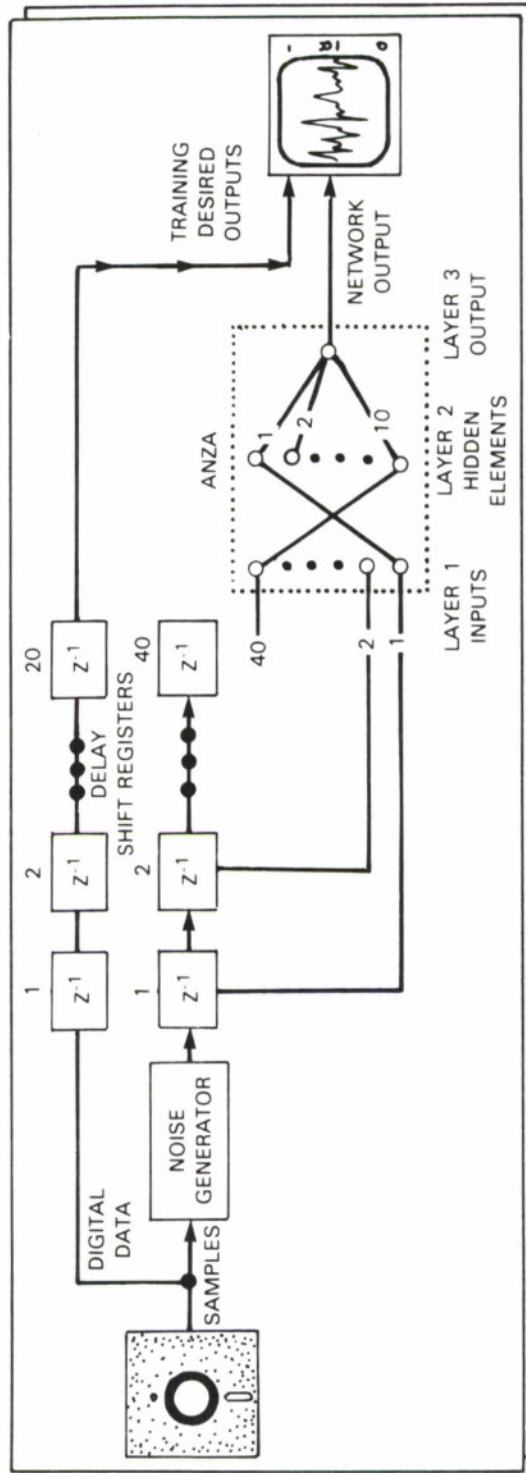 DIGITAL
DATA
SAMPLES
NOISE
GENERATOR
1
Z⁻¹
2
Z⁻¹
20
Z⁻¹
DELAY
SHIFT REGISTERS
1
Z⁻¹
2
Z⁻¹
40
Z⁻¹
TRAINING
DESIRED
OUTPUTS
ANZA
40
2
1
1
2
10
LAYER 1
INPUTS
LAYER 2
HIDDEN
ELEMENTS
LAYER 3
OUTPUT
NETWORK
OUTPUT